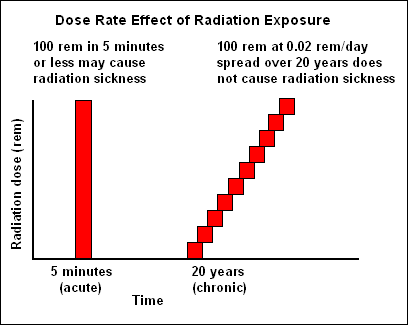 Dose Rate Effect of Radiation Exposure
100 rem in 5 minutes
or less may cause
radiation sickness
100 rem at 0.02 rem/day
spread over 20 years does
not cause radiation sickness
Radiation dose (rem)
5 minutes
(acute)
20 years
(chronic)
Time